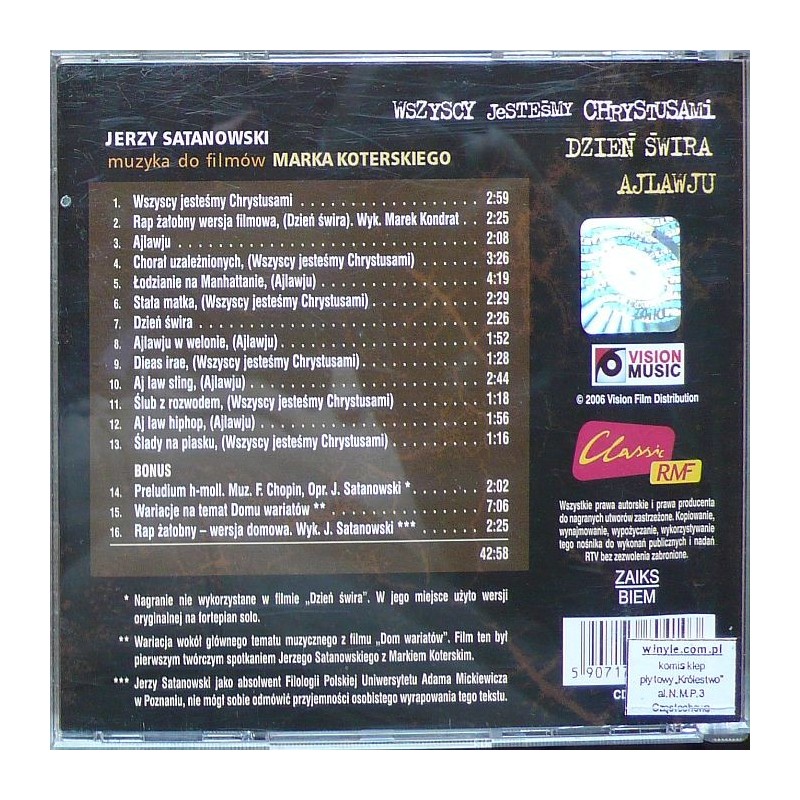 WSZYSCY JeSTEŚMY CHRYSTUSAMi
DZIEŃ ŚWIRA
AJLAWJU
JERZY SATANOWSKI
muzyka do filmów MARKA KOTERSKIEGO
1. Wszyscy jesteśmy Chrystusami 2:59
2. Rap żałobny wersja filmowa, (Dzień świra). Wyk. Marek Kondrat 2:25
3. Ajlawju 2:08
4. Chorał uzależnionych, (Wszyscy jesteśmy Chrystusami) 3:26
5. Łodzianie na Manhattanie, (Ajlawju) 4:19
6. Stała matka, (Wszyscy jesteśmy Chrystusami) 2:29
7. Dzień świra 2:26
8. Ajlawju w welonie, (Ajlawju) 1:52
9. Dieas irae, (Wszyscy jesteśmy Chrystusami) 1:28
10. Aj law sting, (Ajlawju) 2:44
11. Ślub z rozwodem, (Wszyscy jesteśmy Chrystusami) 1:18
12. Aj law hiphop, (Ajlawju) 1:56
13. Ślady na piasku, (Wszyscy jesteśmy Chrystusami) 1:16
BONUS
14. Preludium h-moll. Muz. F. Chopin, Opr. J. Satanowski * 2:02
15. Wariacje na temat Domu wariatów ** 7:06
16. Rap żałobny – wersja domowa. Wyk. J. Satanowski *** 2:25
42:58
* Nagranie nie wykorzystane w filmie „Dzień świra”. W jego miejsce użyto wersji
oryginalnej na fortepian solo.
** Wariacja wokół głównego tematu muzycznego z filmu „Dom wariatów”. Film ten był
pierwszym twórczym spotkaniem Jerzego Satanowskiego z Markiem Koterskim.
*** Jerzy Satanowski jako absolwent Filologii Polskiej Uniwersytetu Adama Mickiewicza
w Poznaniu, nie mógł sobie odmówić przyjemności osobistego wyrapowania tego tekstu.
ZAIKS
VISION
MUSIC
© 2006 Vision Film Distribution
Classic
RMF
Wszystkie prawa autorskie i prawa producenta
do nagranych utworów zastrzeżone. Kopiowanie,
wynajmowanie, wypożyczanie, wykorzystywanie
tego nośnika do wykonań publicznych i nadań
RTV bez zezwolenia zabronione.
ZAIKS
BIEM
5 90717
CD
winyle.com.pl
komis sklep
płytowy „Królestwo”
al.N.M.P.3
Częstochowa